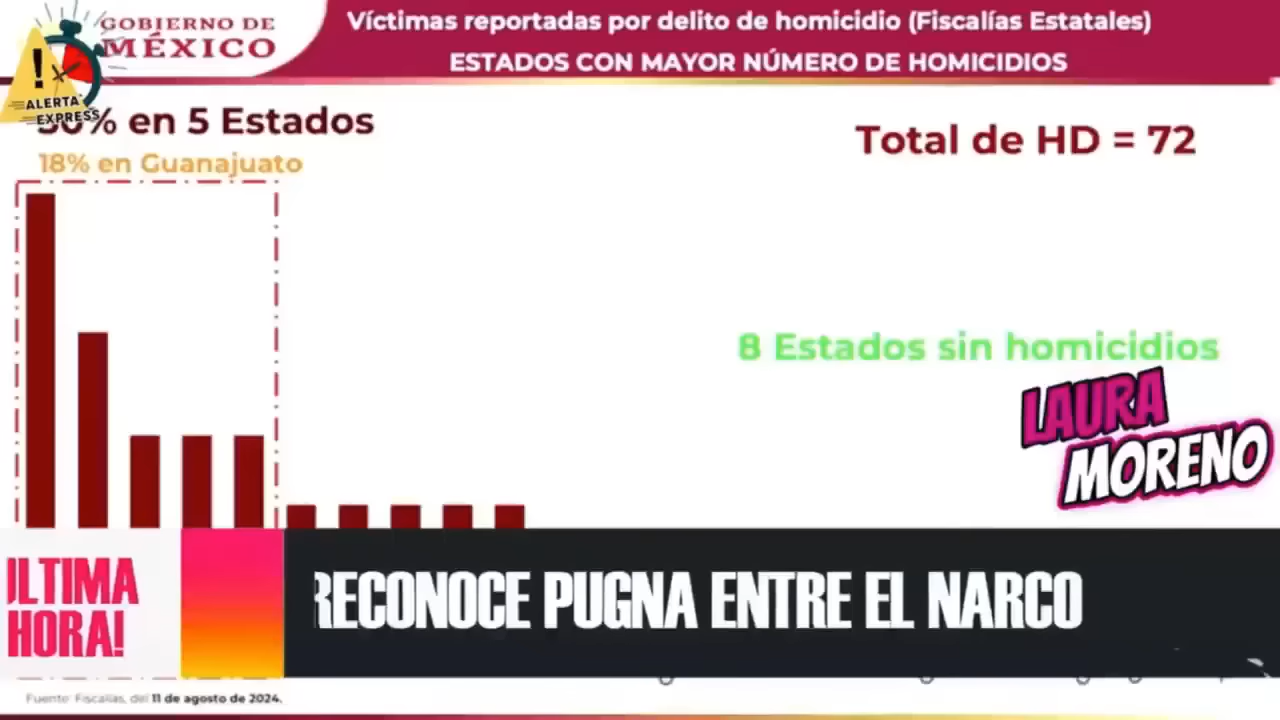 GOBIERNO DE
MÉXICO
Víctimas reportadas por delito de homicidio (Fiscalías Estatales)
ESTADOS CON MAYOR NÚMERO DE HOMICIDIOS
ALERTA
EXPRESS
% en 5 Estados
18% en Guanajuato
Total de HD = 72
8 Estados sin homicidios
LAURA
MORENO
ÚLTIMA
HORA!
RECONOCE PUGNA ENTRE EL NARCO
Fuente: Fiscalías, del 11 de agosto de 2024.